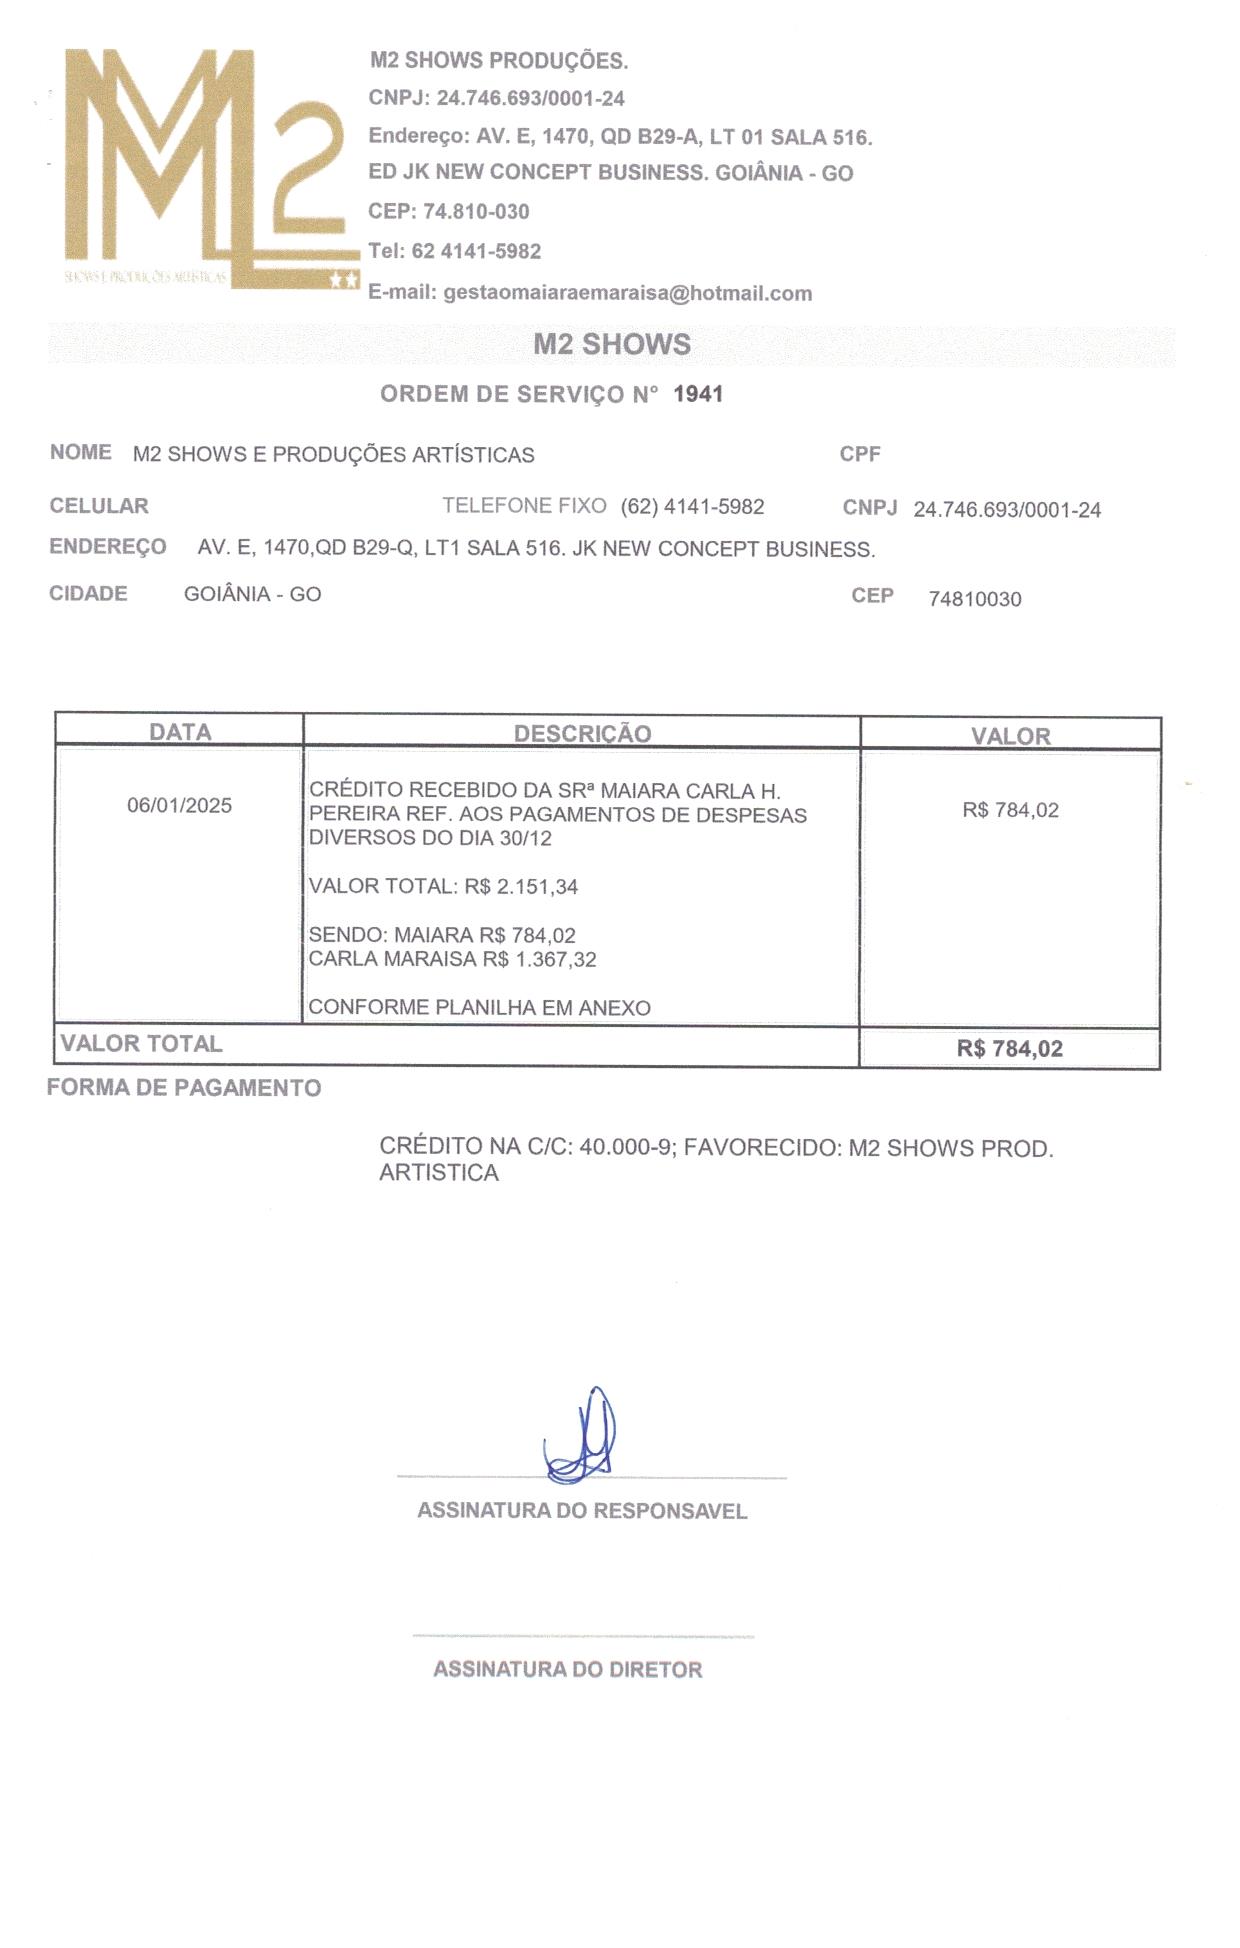 M2
SHOWS E PRODUÇÕES ARTÍSTICAS
M2 SHOWS PRODUÇÕES.
CNPJ: 24.746.693/0001-24
Endereço: AV. E, 1470, QD B29-A, LT 01 SALA 516.
ED JK NEW CONCEPT BUSINESS. GOIÂNIA - GO
CEP: 74.810-030
Tel: 62 4141-5982
E-mail: gestaomaiaraemaraisa@hotmail.com
M2 SHOWS
ORDEM DE SERVIÇO N° 1941
NOME M2 SHOWS E PRODUÇÕES ARTÍSTICAS CPF
CELULAR TELEFONE FIXO (62) 4141-5982 CNPJ 24.746.693/0001-24
ENDEREÇO AV. E, 1470,QD B29-Q, LT1 SALA 516. JK NEW CONCEPT BUSINESS.
CIDADE GOIÂNIA - GO CEP 74810030
DATA DESCRIÇÃO VALOR
06/01/2025 CRÉDITO RECEBIDO DA SRª MAIARA CARLA H. R$ 784,02
PEREIRA REF. AOS PAGAMENTOS DE DESPESAS
DIVERSOS DO DIA 30/12
VALOR TOTAL: R$ 2.151,34
SENDO: MAIARA R$ 784,02
CARLA MARAISA R$ 1.367,32
CONFORME PLANILHA EM ANEXO
VALOR TOTAL R$ 784,02
FORMA DE PAGAMENTO
CRÉDITO NA C/C: 40.000-9; FAVORECIDO: M2 SHOWS PROD.
ARTISTICA
ASSINATURA DO RESPONSAVEL
ASSINATURA DO DIRETOR